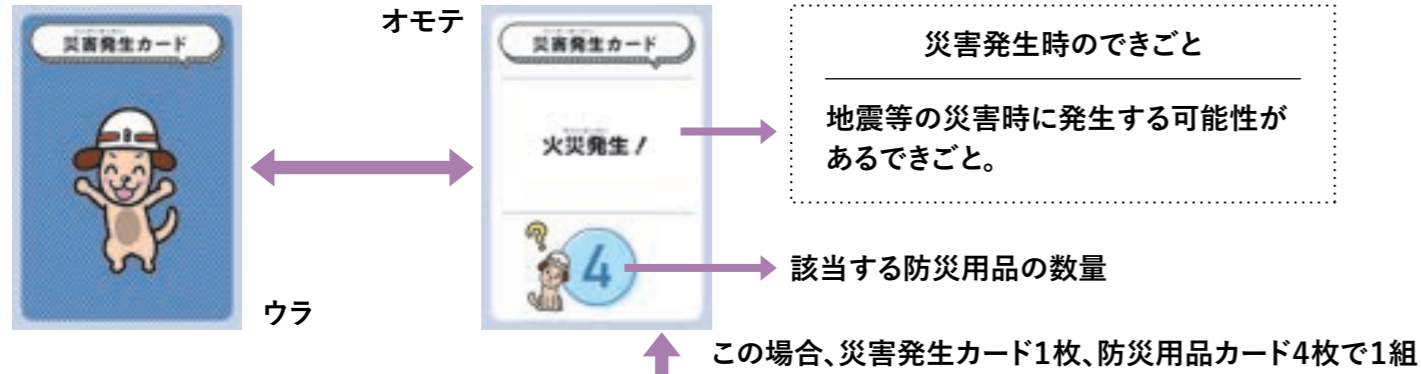 災害発生カード
ウラ
オモテ
災害発生カード
火災発生！
?
4
災害発生時のできごと
地震等の災害時に発生する可能性が
あるできごと。
該当する防災用品の数量
この場合、災害発生カード1枚、防災用品カード4枚で1組